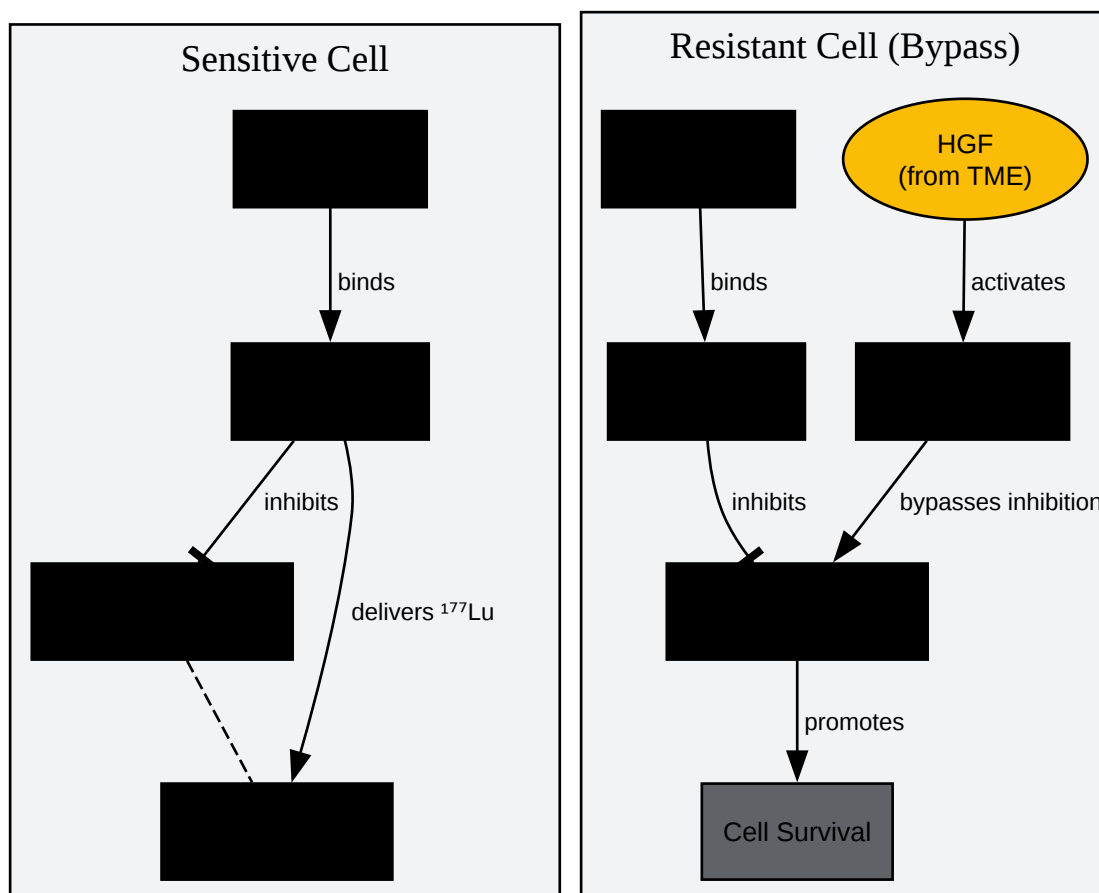 Sensitive Cell
binds
inhibits
delivers ¹⁷⁷Lu
Resistant Cell (Bypass)
HGF
(from TME)
binds
activates
inhibits
bypasses inhibition
promotes
Cell Survival